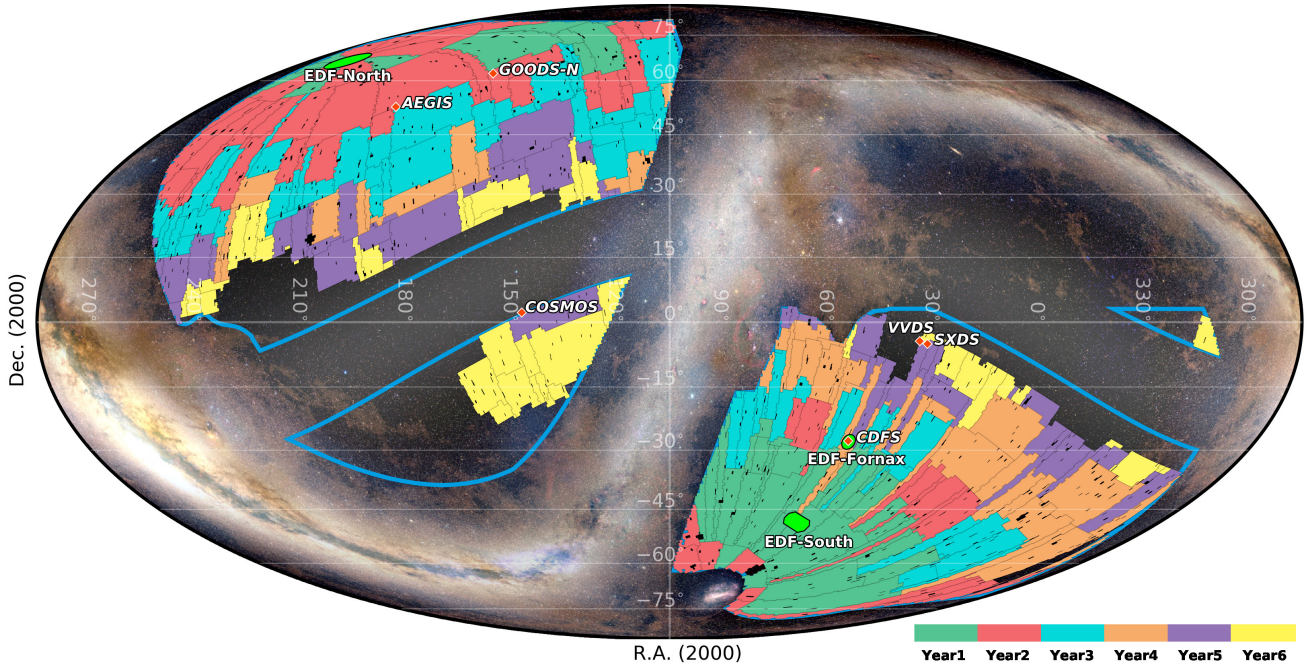 75°
EDF-North
GOODS-N
60°
AEGIS
45°
30°
15°
270
210
180
150
90
60
30
0°
330
300°
0°
COSMOS
VVDS
SXDS
Dec. (2000)
−15°
−30°
CDFS
EDF-Fornax
−45°
EDF-South
−60°
−75°
R.A. (2000)
Year1 Year2 Year3 Year4 Year5 Year6